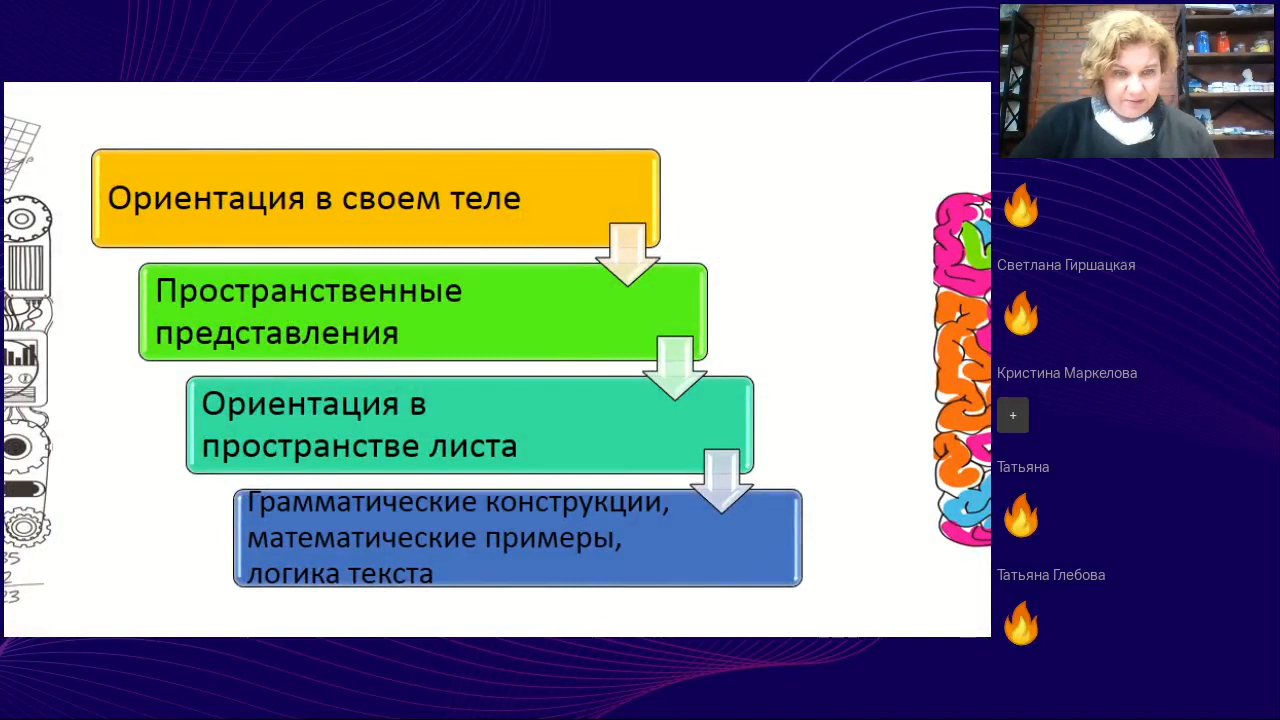 Ориентация в своем теле
Пространственные
представления
Ориентация в
пространстве листа
Грамматические конструкции,
математические примеры,
логика текста
Светлана Гиршацкая
Кристина Маркелова
+
Татьяна
Татьяна Глебова